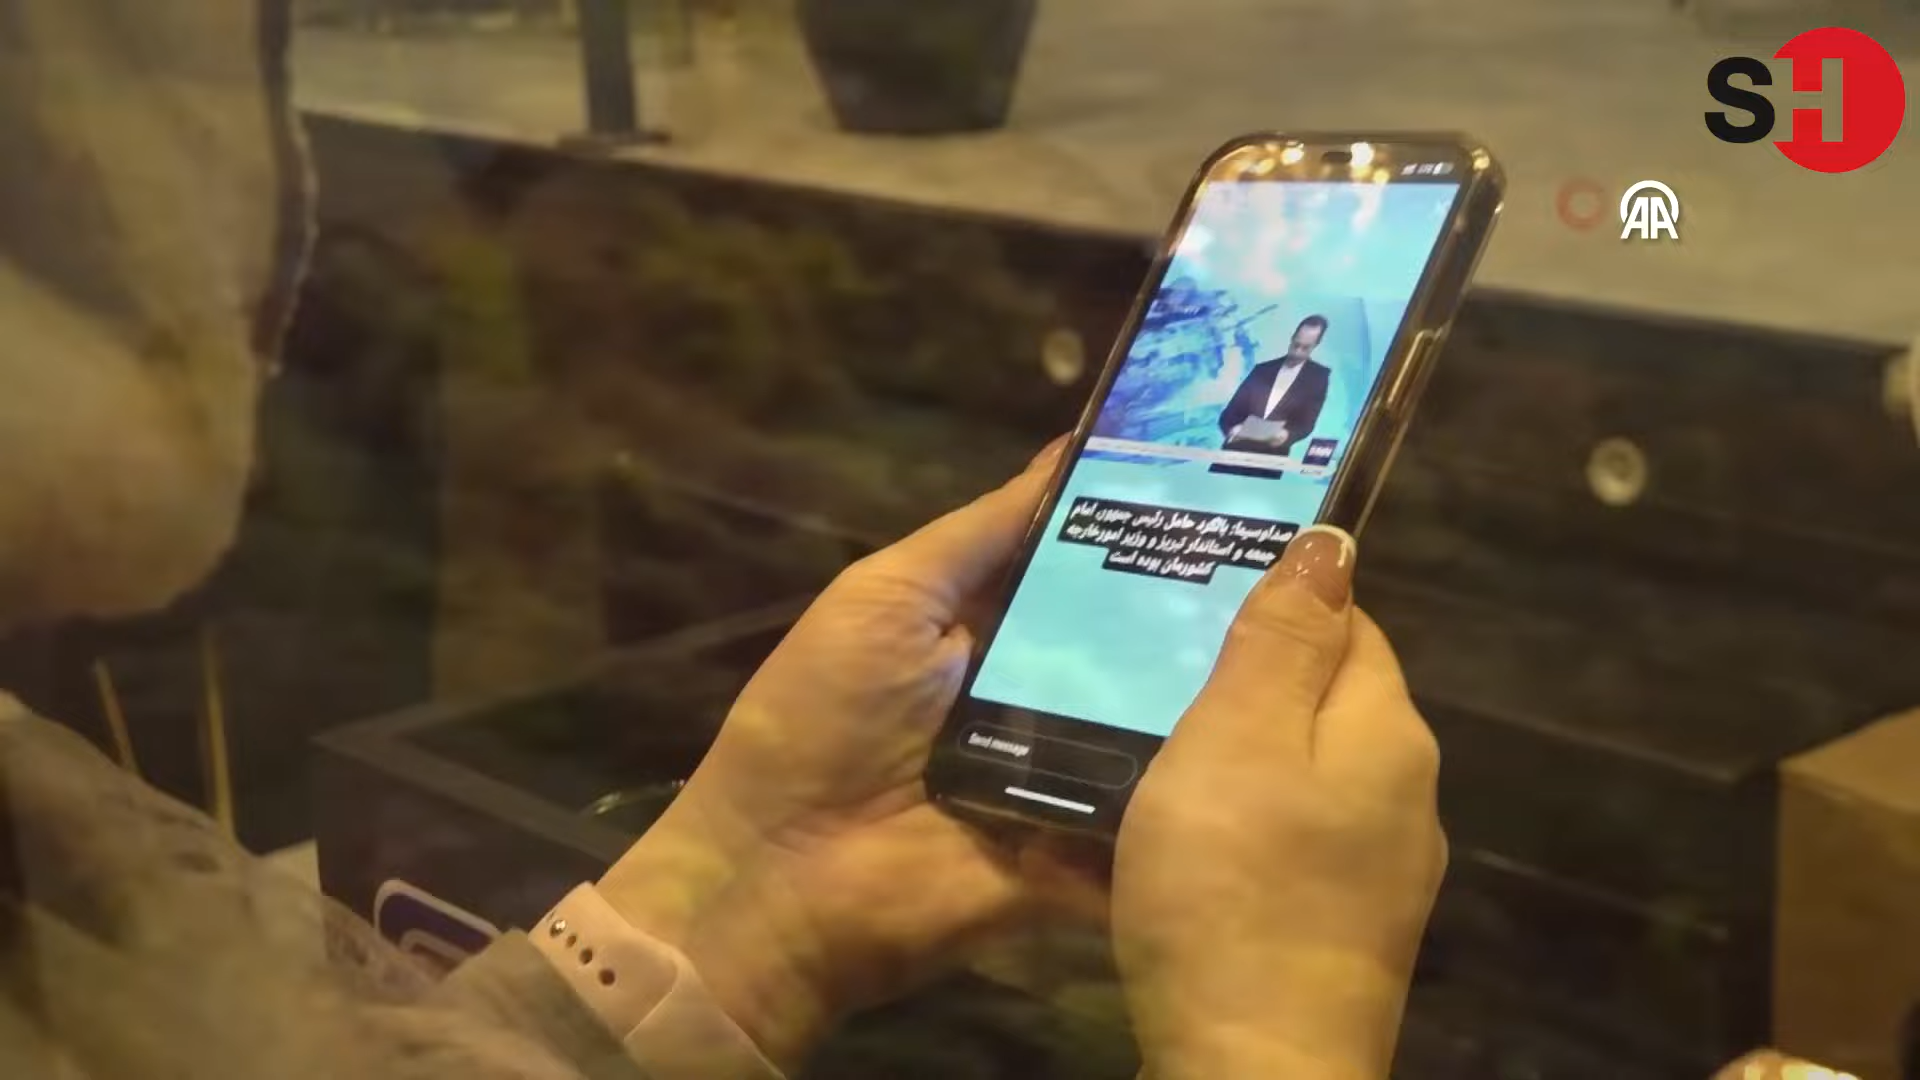 SH
AA
صداوسیما: بالگرد حامل رئیس جمهور، امام
جمعه و استاندار تبریز و وزیر امورخارجه
کشورمان بوده است
Send message